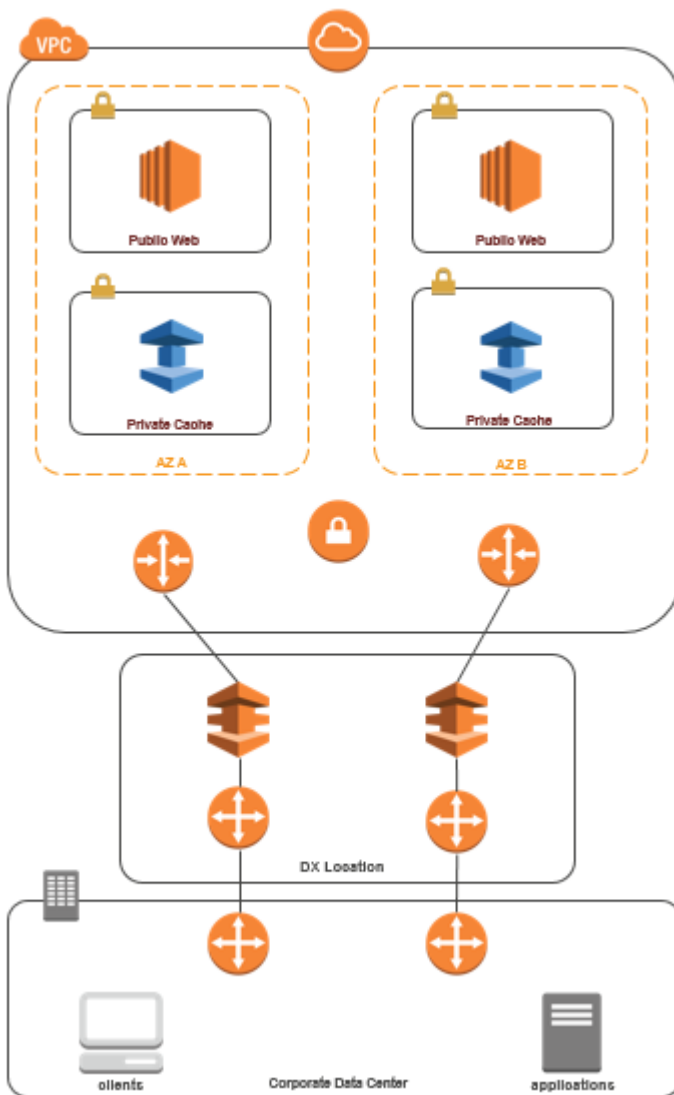 VPC
Public Web
Public Web
Private Cache
Private Cache
AZ A
AZ B
DX Location
clients
Corporate Data Center
applications